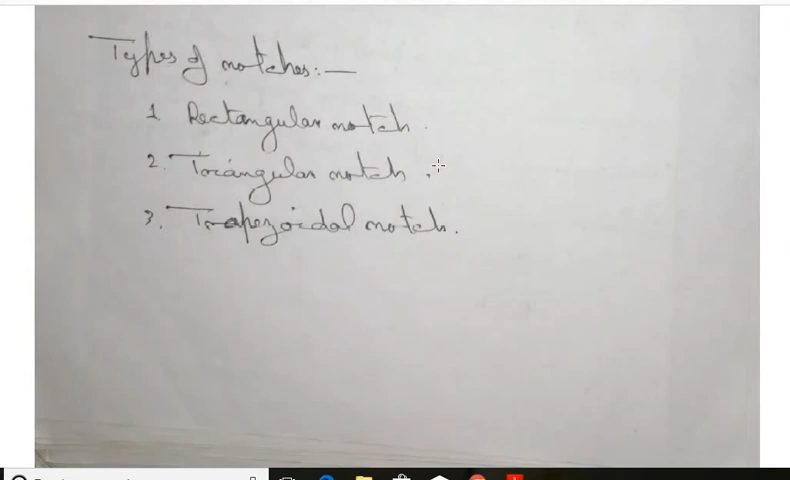 Types of notches:—
1. Rectangular notch.
2. Triangular notch.
3. Trapezoidal notch.